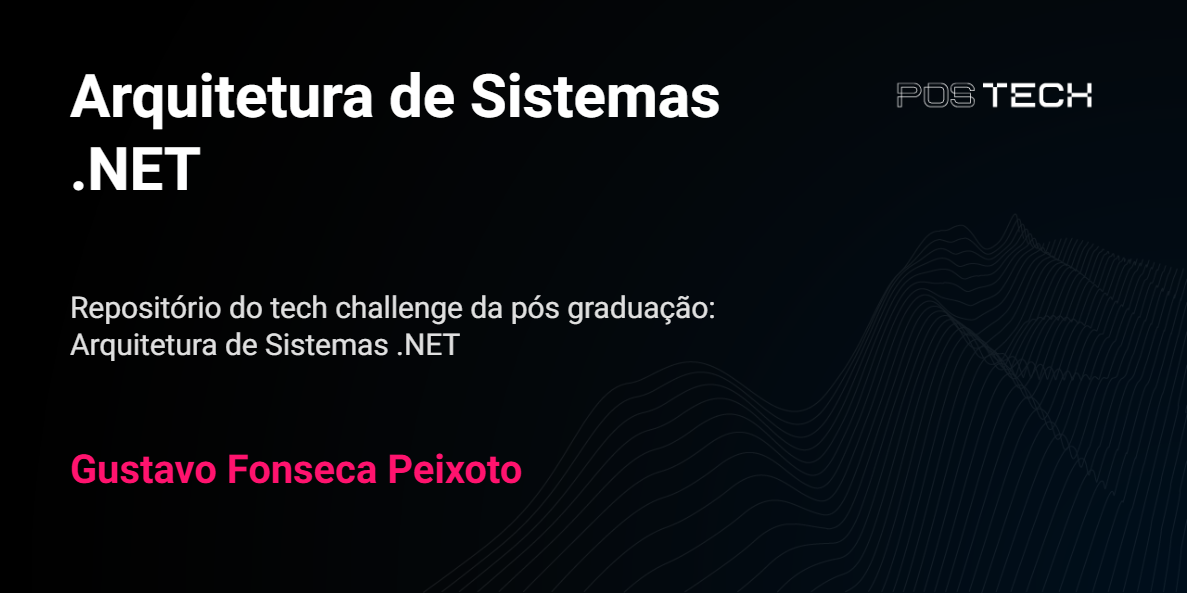 Arquitetura de Sistemas
.NET
POS TECH
Repositório do tech challenge da pós graduação:
Arquitetura de Sistemas .NET
Gustavo Fonseca Peixoto